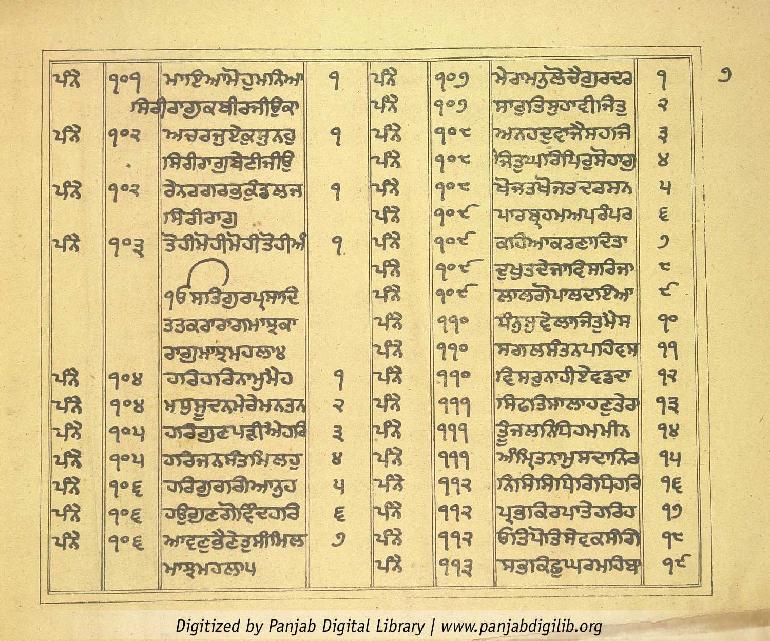 ੭
ਪੰਨੇ ੧੦੧ ਮਾਇਆਮੋਹੁਮਨਿਆ ੧
ਸਿਰੀਰਾਗੁਕਬੀਰਜੀਉਕਾ
ਪੰਨੇ ੧੦੨ ਅਚਰਜੁਏਕੁਸੁਨਹੁ ੧
ਸਿਰੀਰਾਗੁਬੇਣੀਜੀਉ
ਪੰਨੇ ੧੦੨ ਰੇਨਰਗਰਭਕੁੰਡਲਜ ੧
ਸਿਰੀਰਾਗੁ
ਪੰਨੇ ੧੦੩ ਤੋਹੀਮੋਹੀਮੋਹੀਤੋਹੀਅੰ ੧
ੴਸਤਿਗੁਰਪ੍ਰਸਾਦਿ
ਤਤਕਰਾਰਾਗਮਾਝਕਾ
ਰਾਗੁਮਾਝਮਹਲਾ੪
ਪੰਨੇ ੧੦੪ ਹਰਿਹਰਿਨਾਮੁਮੈਹ ੧
ਪੰਨੇ ੧੦੪ ਮਧੁਸੂਦਨਮੇਰੇਮਨਤਨ ੨
ਪੰਨੇ ੧੦੫ ਹਰਿਗੁਣਪੜੀਐਹਰਿ ੩
ਪੰਨੇ ੧੦੫ ਹਰਿਜਨਸੰਤਮਿਲਹੁ ੪
ਪੰਨੇ ੧੦੬ ਹਰਿਗੁਰਗਿਆਨੁਹ ੫
ਪੰਨੇ ੧੦੬ ਹਉਗੁਣਗੋਵਿੰਦਹਰਿ ੬
ਪੰਨੇ ੧੦੬ ਆਵਹੁਭੈਣੇਤੁਸੀਮਿਲ ੭
ਮਾਝਮਹਲਾ੫
ਪੰਨੇ ੧੦੭ ਮੇਰਾਮਨੁਲੋਚੈਗੁਰਦਰ ੧
ਪੰਨੇ ੧੦੭ ਸਾਰੁਤਿਸੁਹਾਵੀਜਿਤੁ ੨
ਪੰਨੇ ੧੦੮ ਅਨਹਦੁਵਾਜੈਸਹਜਿ ੩
ਪੰਨੇ ੧੦੮ ਜਿਤੁਘਰਿਪਿਰਿਸੋਹਾਗੁ ੪
ਪੰਨੇ ੧੦੮ ਖੋਜਤਖੋਜਤਦਰਸਨ ੫
ਪੰਨੇ ੧੦੯ ਪਾਰਬ੍ਰਹਮਅਪਰੰਪਰ ੬
ਪੰਨੇ ੧੦੯ ਕਹਿਆਕਰਣਾਦਿਤਾ ੭
ਪੰਨੇ ੧੦੯ ਦੁਖੁਤਦੇਜਾਵਿਸਰਿਜਾ ੮
ਪੰਨੇ ੧੦੯ ਲਾਲਗੋਪਾਲਦਇਆ ੯
ਪੰਨੇ ੧੧੦ ਧੰਨੁਸੁਵੇਲਾਜਿਤੁਮੈਸ ੧੦
ਪੰਨੇ ੧੧੦ ਸਗਲਸੰਤਨਪਹਿਵਸ ੧੧
ਪੰਨੇ ੧੧੦ ਵਿਸਰੁਨਾਹੀਏਵਡਦਾ ੧੨
ਪੰਨੇ ੧੧੧ ਸਿਫਤਿਸਾਲਾਹਣੁਤੇਰਾ ੧੩
ਪੰਨੇ ੧੧੧ ਤੂੰਜਲਨਿਧਿਹਮਮੀਨ ੧੪
ਪੰਨੇ ੧੧੧ ਅੰਮ੍ਰਿਤਨਾਮੁਸਦਾਨਿਰ ੧੫
ਪੰਨੇ ੧੧੨ ਨਿਧਿਸਿਧਿਰਿਧਿਹਰਿ ੧੬
ਪੰਨੇ ੧੧੨ ਪ੍ਰਭਕਿਰਪਾਤੇਹਰਿਹ ੧੭
ਪੰਨੇ ੧੧੨ ਓਤਿਪੋਤਿਸੇਵਕਸੰਗਿ ੧੮
ਪੰਨੇ ੧੧੩ ਸਭਕਿਛੁਘਰਮਹਿਬਾ ੧੯
Digitized by Panjab Digital Library | www.panjabdigilib.org